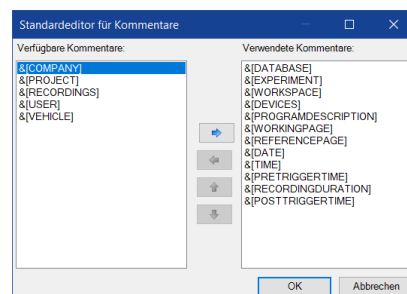 Standardeditor für Kommentare
Verfügbare Kommentare:
&[COMPANY]
&[PROJECT]
&[RECORDINGS]
&[USER]
&[VEHICLE]
Verwendete Kommentare:
&[DATABASE]
&[EXPERIMENT]
&[WORKSPACE]
&[DEVICES]
&[PROGRAMDESCRIPTION]
&[WORKINGPAGE]
&[REFERENCEPAGE]
&[DATE]
&[TIME]
&[PRETRIGGERTIME]
&[RECORDINGDURATION]
&[POSTTRIGGERTIME]
OK
Abbrechen